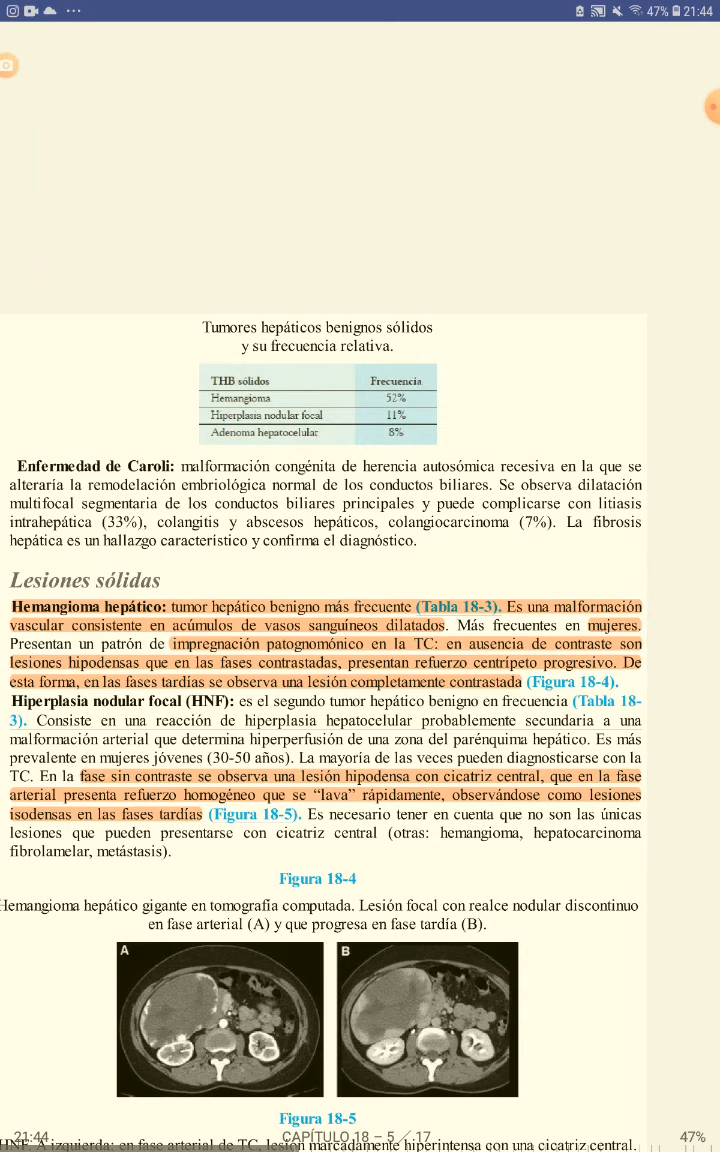 47% 21:44
Tumores hepáticos benignos sólidos
y su frecuencia relativa.
THB sólidos Frecuencia
Hemangioma 52%
Hiperplasia nodular focal 11%
Adenoma hepatocelular 8%
Enfermedad de Caroli: malformación congénita de herencia autosómica recesiva en la que se
alteraría la remodelación embriológica normal de los conductos biliares. Se observa dilatación
multifocal segmentaria de los conductos biliares principales y puede complicarse con litiasis
intrahepática (33%), colangitis y abscesos hepáticos, colangiocarcinoma (7%). La fibrosis
hepática es un hallazgo característico y confirma el diagnóstico.
Lesiones sólidas
Hemangioma hepático: tumor hepático benigno más frecuente (Tabla 18-3). Es una malformación
vascular consistente en acúmulos de vasos sanguíneos dilatados. Más frecuentes en mujeres.
Presentan un patrón de impregnación patognomónico en la TC: en ausencia de contraste son
lesiones hipodensas que en las fases contrastadas, presentan refuerzo centrípeto progresivo. De
esta forma, en las fases tardías se observa una lesión completamente contrastada (Figura 18-4).
Hiperplasia nodular focal (HNF): es el segundo tumor hepático benigno en frecuencia (Tabla 18-
3). Consiste en una reacción de hiperplasia hepatocelular probablemente secundaria a una
malformación arterial que determina hiperperfusión de una zona del parénquima hepático. Es más
prevalente en mujeres jóvenes (30-50 años). La mayoría de las veces pueden diagnosticarse con la
TC. En la fase sin contraste se observa una lesión hipodensa con cicatriz central, que en la fase
arterial presenta refuerzo homogéneo que se “lava” rápidamente, observándose como lesiones
isodensas en las fases tardías (Figura 18-5). Es necesario tener en cuenta que no son las únicas
lesiones que pueden presentarse con cicatriz central (otras: hemangioma, hepatocarcinoma
fibrolamelar, metástasis).
Figura 18-4
Hemangioma hepático gigante en tomografía computada. Lesión focal con realce nodular discontinuo
en fase arterial (A) y que progresa en fase tardía (B).
A B
Figura 18-5
21:44 CAPÍTULO 18 – 5 / 17 47%
HNF. A izquierda: en fase arterial de TC, lesión marcadamente hiperintensa con una cicatriz central.